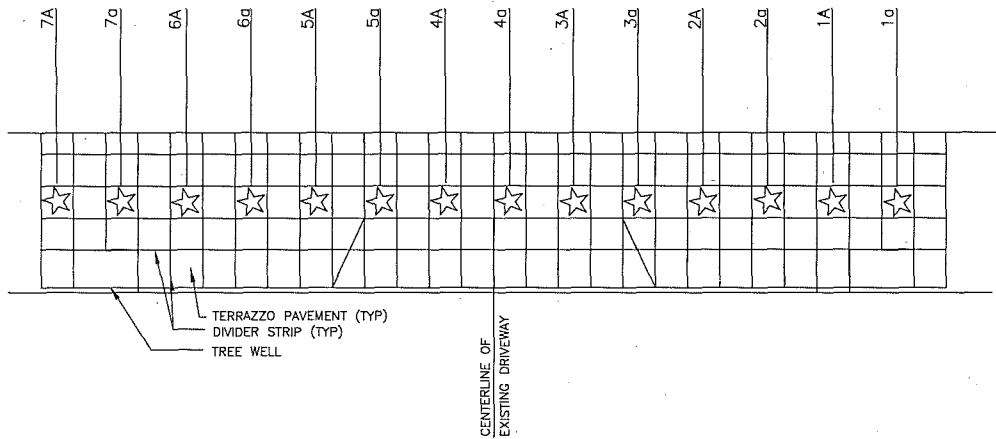 7A
7a
6A
6a
5A
5a
4A
4a
3A
3a
2A
2a
1A
1a
TERRAZZO PAVEMENT (TYP)
DIVIDER STRIP (TYP)
TREE WELL
CENTERLINE OF
EXISTING DRIVEWAY